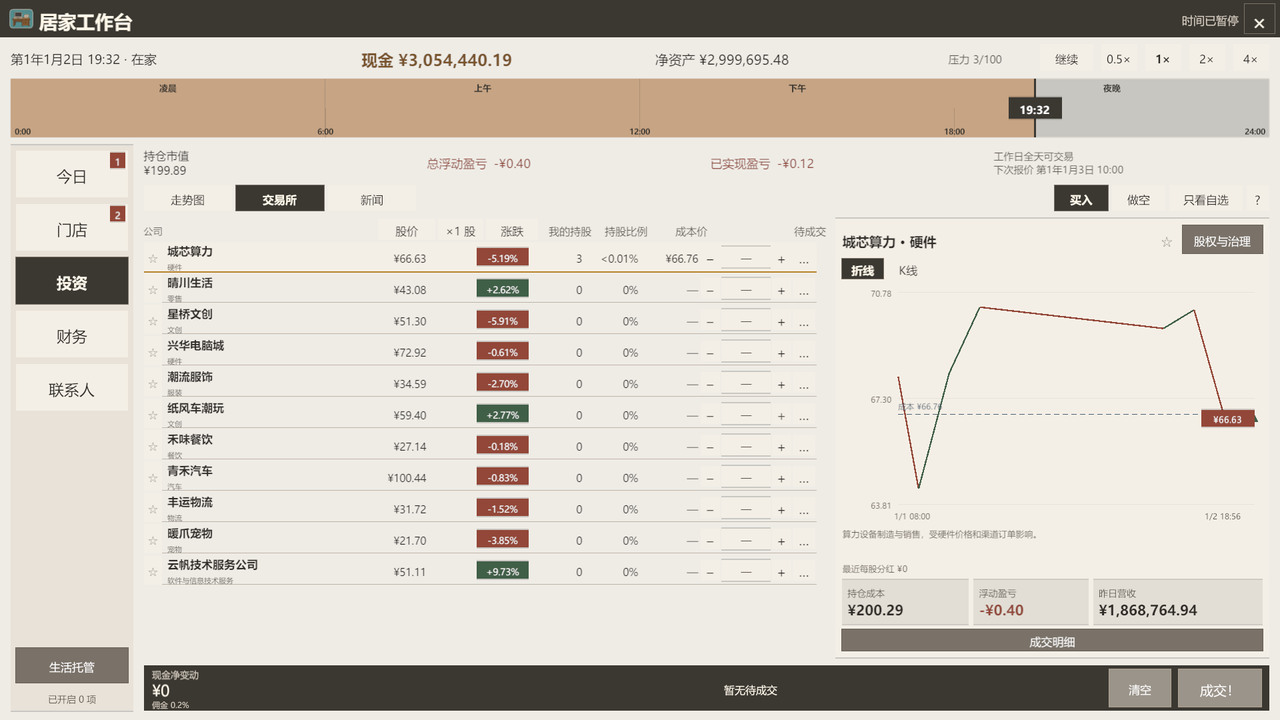 居家工作台
时间已暂停
×
第1年1月2日 19:32 · 在家
现金 ¥3,054,440.19
净资产 ¥2,999,695.48
压力 3/100
继续 0.5× 1× 2× 4×
凌晨 上午 下午 夜晚
19:32
0:00 6:00 12:00 18:00 24:00
今日 1
门店 2
投资
财务
联系人
生活托管
已开启 0 项
持仓市值
¥199.89
总浮动盈亏 -¥0.40
已实现盈亏 -¥0.12
工作日全天可交易
下次报价 第1年1月3日 10:00
走势图 交易所 新闻
买入 做空 只看自选 ?
公司 股价 ×1 股 涨跌 我的持股 持股比例 成本价 待成交
☆ 城芯算力 ¥66.63 -5.19% 3 <0.01% ¥66.76 − — + ...
硬件
☆ 晴川生活 ¥43.08 +2.62% 0 0% — − — + ...
零售
☆ 星桥文创 ¥51.30 -5.91% 0 0% — − — + ...
文创
☆ 兴华电脑城 ¥72.92 -0.61% 0 0% — − — + ...
硬件
☆ 潮流服饰 ¥34.59 -2.70% 0 0% — − — + ...
服装
☆ 纸风车潮玩 ¥59.40 +2.77% 0 0% — − — + ...
文创
☆ 禾味餐饮 ¥27.14 -0.18% 0 0% — − — + ...
餐饮
☆ 青禾汽车 ¥100.44 -0.83% 0 0% — − — + ...
汽车
☆ 丰运物流 ¥31.72 -1.52% 0 0% — − — + ...
物流
☆ 暖爪宠物 ¥21.70 -3.85% 0 0% — − — + ...
宠物
☆ 云帆技术服务公司 ¥51.11 +9.73% 0 0% — − — + ...
软件与信息技术服务
城芯算力 · 硬件
☆ 股权与治理
折线 K线
70.78
67.30
成本 ¥66.76
¥66.63
63.81
1/1 08:00 1/2 18:56
算力设备制造与销售，受硬件价格和渠道订单影响。
最近每股分红 ¥0
持仓成本
¥200.29
浮动盈亏
-¥0.40
昨日营收
¥1,868,764.94
成交明细
现金净变动
¥0
佣金 0.2%
暂无待成交
清空
成交！